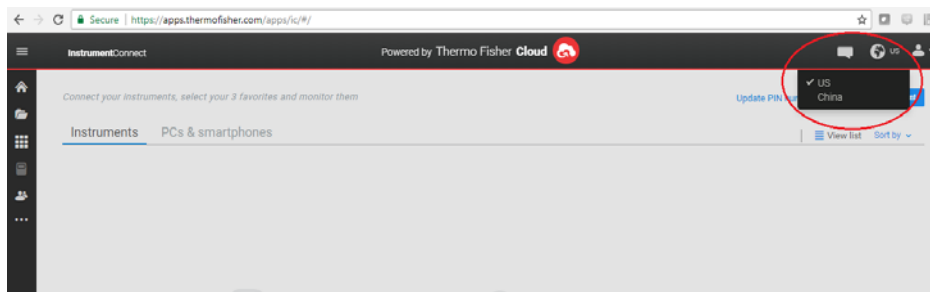 Secure | https://apps.thermofisher.com/apps/ic/#/
InstrumentConnect Powered by Thermo Fisher Cloud US
✔ US
China
Connect your instruments, select your 3 favorites and monitor them Update PIN
Instruments PCs & smartphones View list Sort by